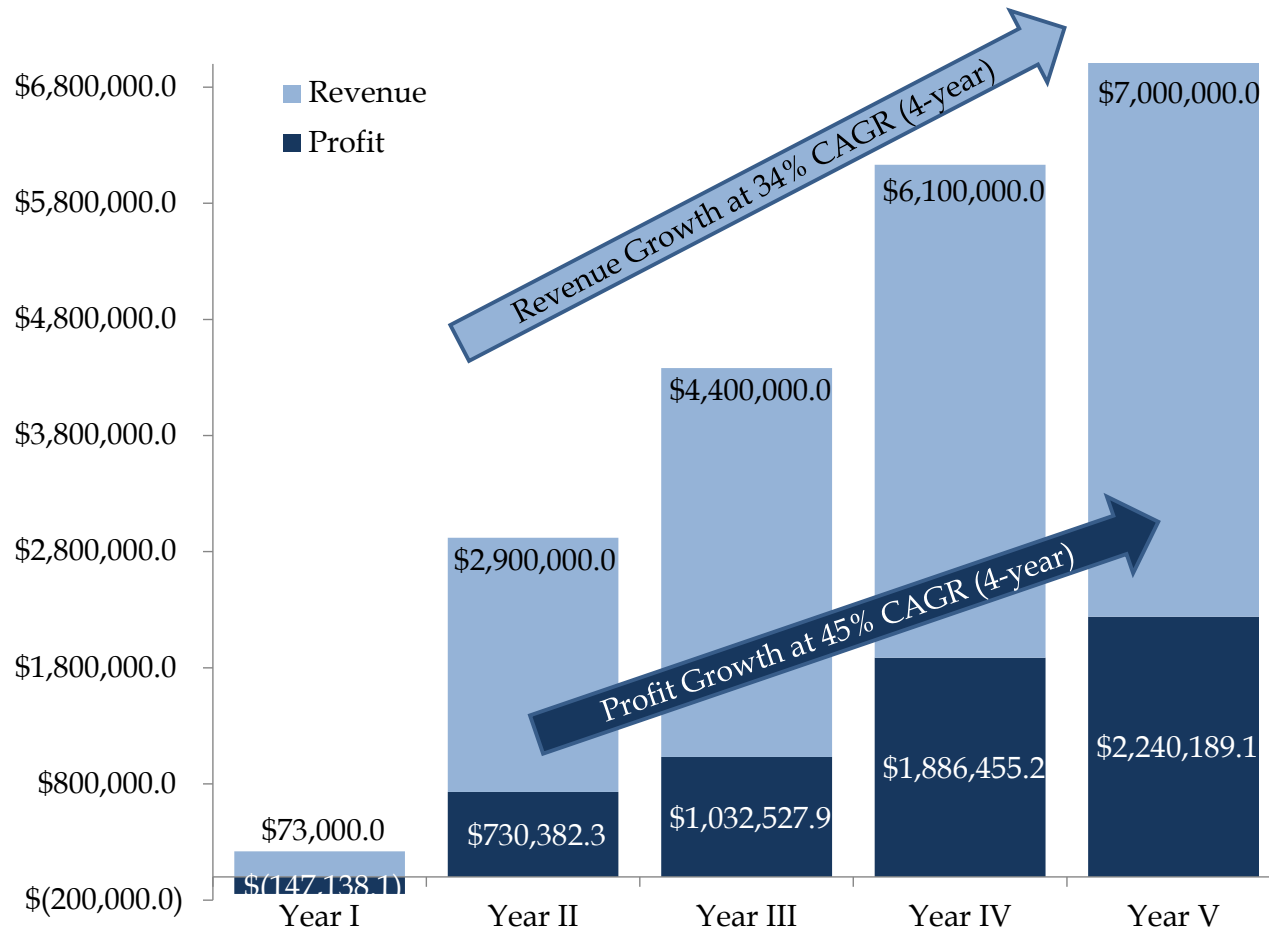 $6,800,000.0
$5,800,000.0
$4,800,000.0
$3,800,000.0
$2,800,000.0
$1,800,000.0
$800,000.0
$(200,000.0)
Revenue
Profit
Revenue Growth at 34% CAGR (4-year)
Profit Growth at 45% CAGR (4-year)
$73,000.0
$2,900,000.0
$4,400,000.0
$6,100,000.0
$7,000,000.0
$(147,138.1)
$730,382.3
$1,032,527.9
$1,886,455.2
$2,240,189.1
Year I
Year II
Year III
Year IV
Year V